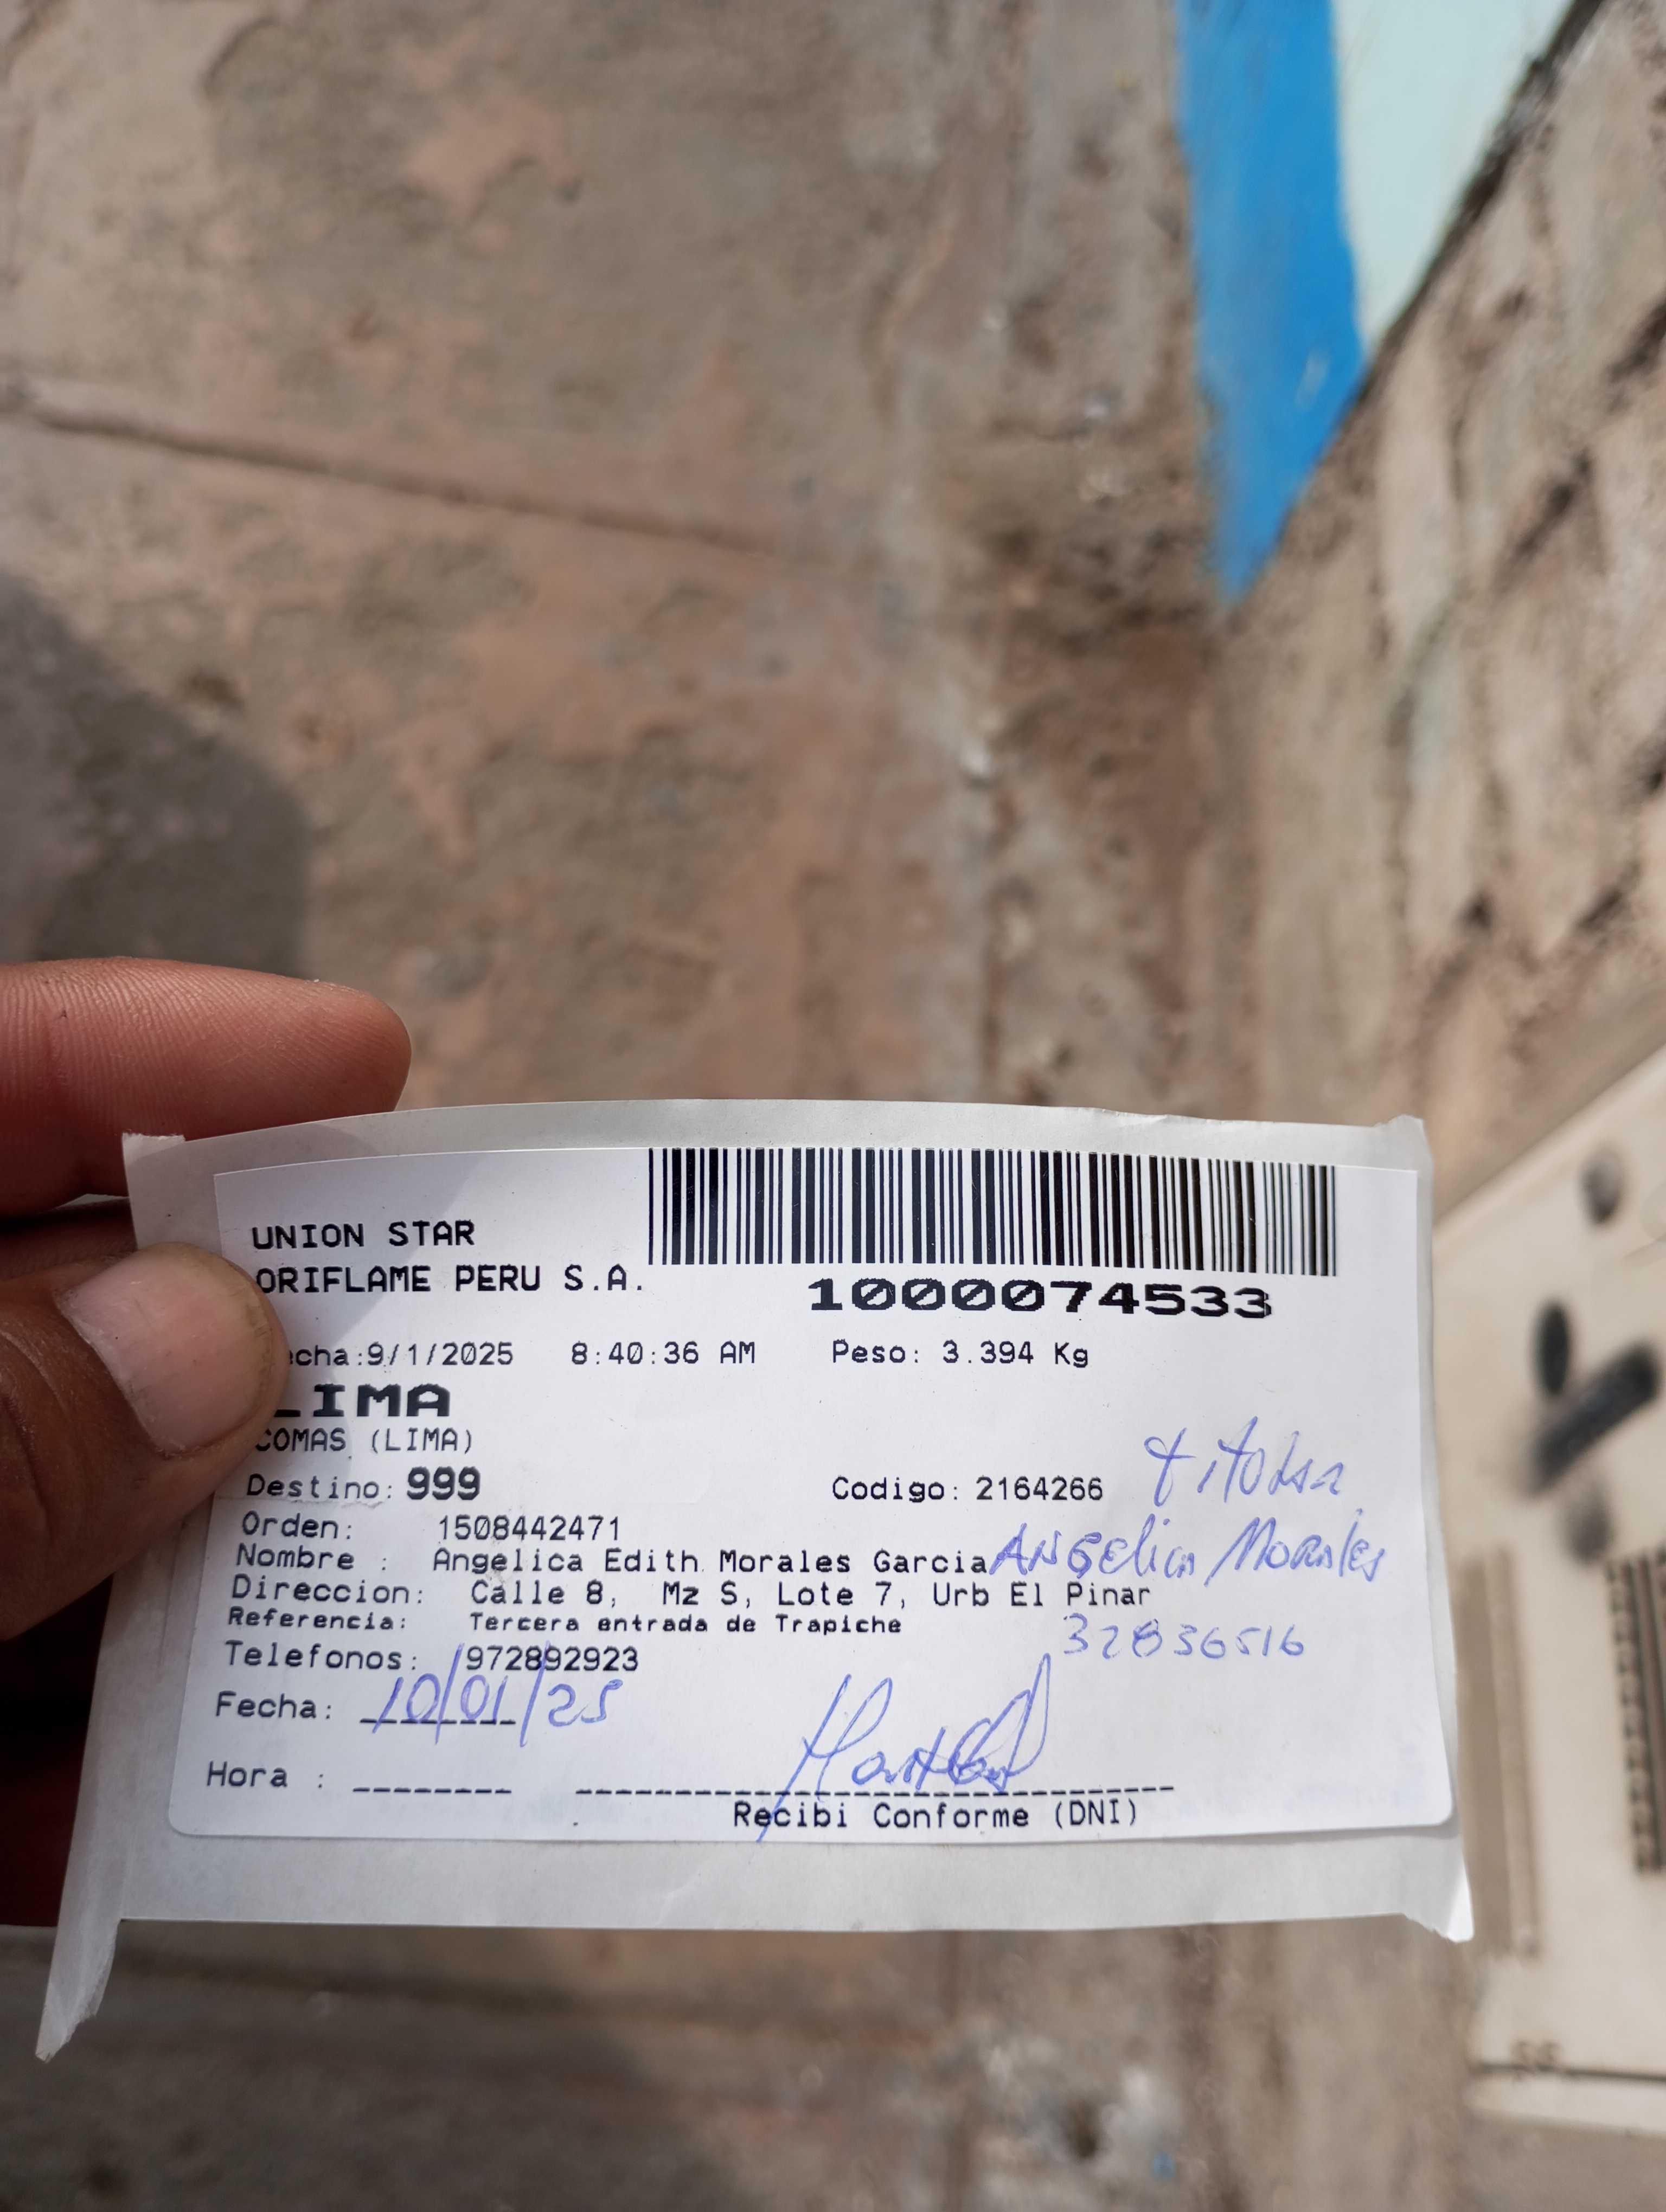 UNION STAR
ORIFLAME PERU S.A.
1000074533
echa:9/1/2025 8:40:36 AM Peso: 3.394 Kg
LIMA
COMAS (LIMA)
Destino: 999 Codigo: 2164266 titular
Orden: 1508442471
Nombre : Angelica Edith Morales Garcia ANGElica Morales
Direccion: Calle 8, Mz S, Lote 7, Urb El Pinar
Referencia: Tercera entrada de Trapiche
32836516
Telefonos: 972892923
Fecha: 10/01/25
Hora :
Recibi Conforme (DNI)